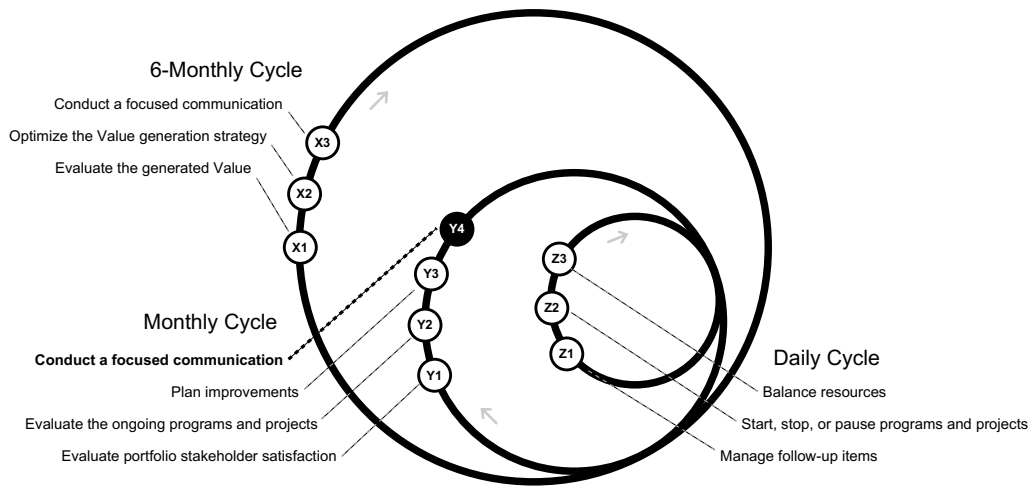 6-Monthly Cycle
Conduct a focused communication
Optimize the Value generation strategy
Evaluate the generated Value
X3
X2
X1
Monthly Cycle
Conduct a focused communication
Plan improvements
Evaluate the ongoing programs and projects
Evaluate portfolio stakeholder satisfaction
Y4
Y3
Y2
Y1
Z3
Z2
Z1
Daily Cycle
Balance resources
Start, stop, or pause programs and projects
Manage follow-up items